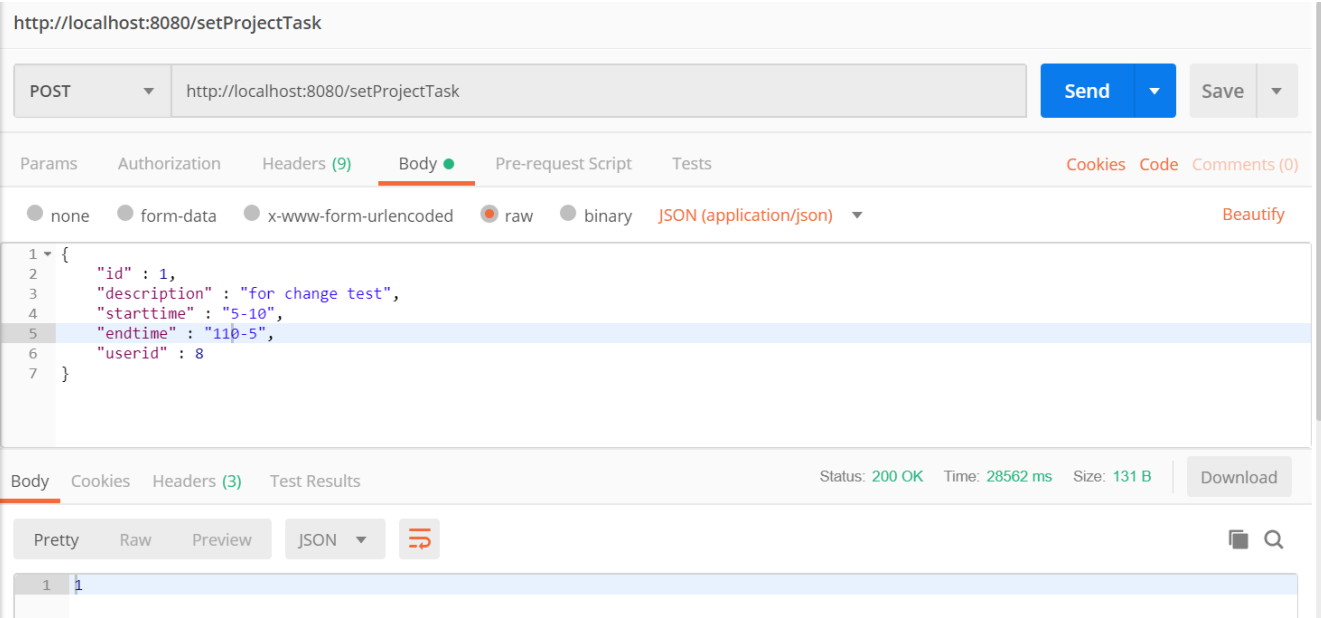 http://localhost:8080/setProjectTask
POST http://localhost:8080/setProjectTask Send Save
Params Authorization Headers (9) Body Pre-request Script Tests Cookies Code Comments (0)
none form-data x-www-form-urlencoded raw binary JSON (application/json) Beautify
1 {
2 "id" : 1,
3 "description" : "for change test",
4 "starttime" : "5-10",
5 "endtime" : "110-5",
6 "userid" : 8
7 }
Body Cookies Headers (3) Test Results Status: 200 OK Time: 28562 ms Size: 131 B Download
Pretty Raw Preview JSON
1 1